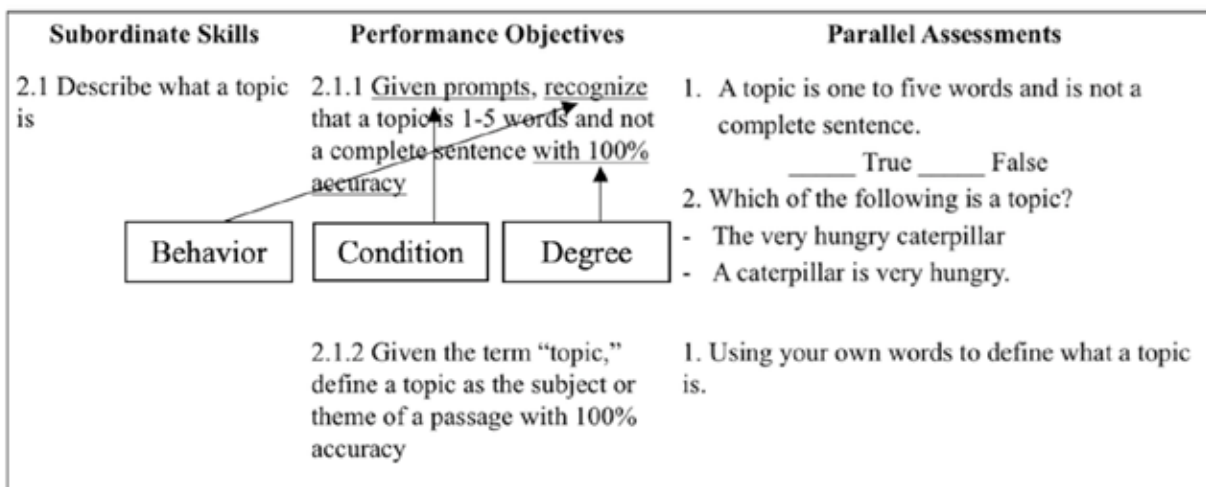 Subordinate Skills
Performance Objectives
Parallel Assessments
2.1 Describe what a topic
is
2.1.1 Given prompts, recognize
that a topic is 1-5 words and not
a complete sentence with 100%
accuracy
Behavior
Condition
Degree
1. A topic is one to five words and is not a
complete sentence.
_____ True _____ False
2. Which of the following is a topic?
- The very hungry caterpillar
- A caterpillar is very hungry.
2.1.2 Given the term “topic,”
define a topic as the subject or
theme of a passage with 100%
accuracy
1. Using your own words to define what a topic
is.